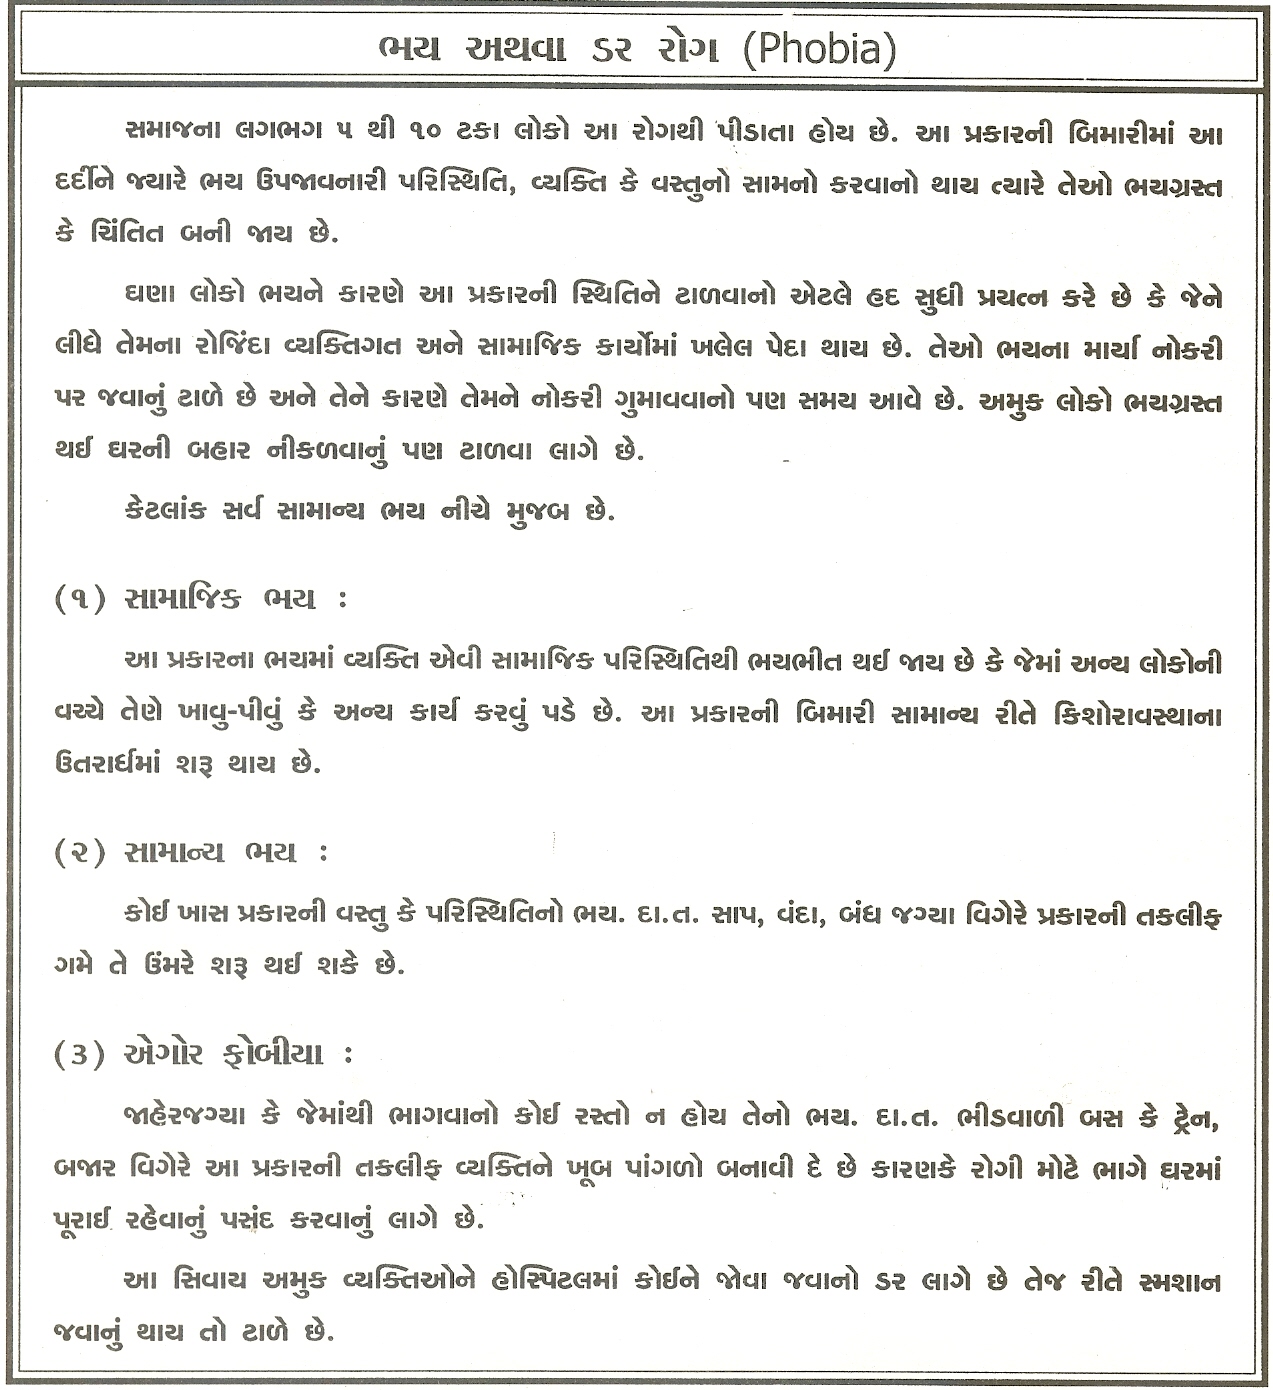 ભય અથવા ડર રોગ (Phobia)
સમાજના લગભગ ૫ થી ૧૦ ટકા લોકો આ રોગથી પીડાતા હોય છે. આ પ્રકારની બિમારીમાં આ
દર્દીને જ્યારે ભય ઉપજાવનારી પરિસ્થિતિ, વ્યક્તિ કે વસ્તુનો સામનો કરવાનો થાય ત્યારે તેઓ ભયગ્રસ્ત
કે ચિંતિત બની જાય છે.
ઘણા લોકો ભયને કારણે આ પ્રકારની સ્થિતિને ટાળવાનો એટલે હદ સુધી પ્રયત્ન કરે છે કે જેને
લીધે તેમના રોજિંદા વ્યક્તિગત અને સામાજિક કાર્યોમાં ખલેલ પેદા થાય છે. તેઓ ભયના માર્યા નોકરી
પર જવાનું ટાળે છે અને તેને કારણે તેમને નોકરી ગુમાવવાનો પણ સમય આવે છે. અમુક લોકો ભયગ્રસ્ત
થઈ ઘરની બહાર નીકળવાનું પણ ટાળવા લાગે છે.
કેટલાંક સર્વ સામાન્ય ભય નીચે મુજબ છે.
(૧) સામાજિક ભય :
આ પ્રકારના ભયમાં વ્યક્તિ એવી સામાજિક પરિસ્થિતિથી ભયભીત થઈ જાય છે કે જેમાં અન્ય લોકોની
વચ્ચે તેણે ખાવુ-પીવું કે અન્ય કાર્ય કરવું પડે છે. આ પ્રકારની બિમારી સામાન્ય રીતે કિશોરાવસ્થાના
ઉતરાર્ધમાં શરૂ થાય છે.
(૨) સામાન્ય ભય :
કોઈ ખાસ પ્રકારની વસ્તુ કે પરિસ્થિતિનો ભય. દા.ત. સાપ, વંદા, બંધ જગ્યા વિગેરે પ્રકારની તકલીફ
ગમે તે ઉંમરે શરૂ થઈ શકે છે.
(૩) એગોર ફોબીયા :
જાહેરજગ્યા કે જેમાંથી ભાગવાનો કોઈ રસ્તો ન હોય તેનો ભય. દા.ત. ભીડવાળી બસ કે ટ્રેન,
બજાર વિગેરે આ પ્રકારની તકલીફ વ્યક્તિને ખૂબ પાંગળો બનાવી દે છે કારણકે રોગી મોટે ભાગે ઘરમાં
પૂરાઈ રહેવાનું પસંદ કરવાનું લાગે છે.
આ સિવાય અમુક વ્યક્તિઓને હોસ્પિટલમાં કોઈને જોવા જવાનો ડર લાગે છે તેજ રીતે સ્મશાન
જવાનું થાય તો ટાળે છે.